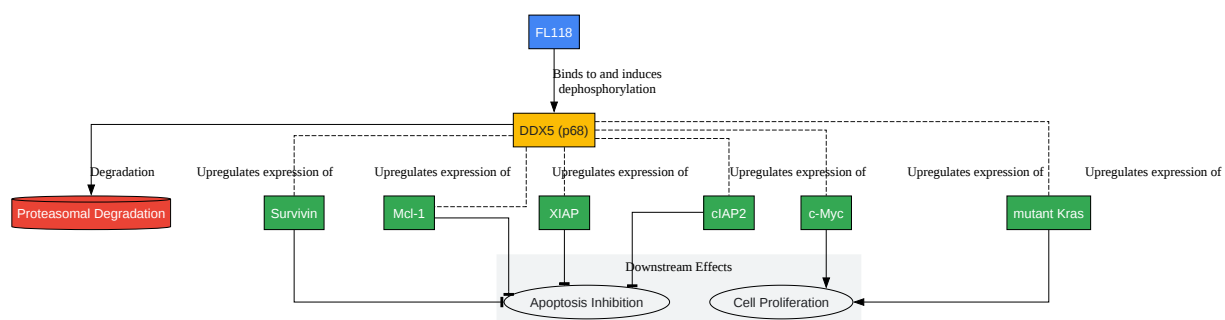 FL118
Binds to and induces
dephosphorylation
DDX5 (p68)
Degradation
Upregulates expression of
Upregulates expression of
Upregulates expression of
Upregulates expression of
Upregulates expression of
Upregulates expression of
Proteasomal Degradation
Survivin
Mcl-1
XIAP
cIAP2
c-Myc
mutant Kras
Downstream Effects
Apoptosis Inhibition
Cell Proliferation